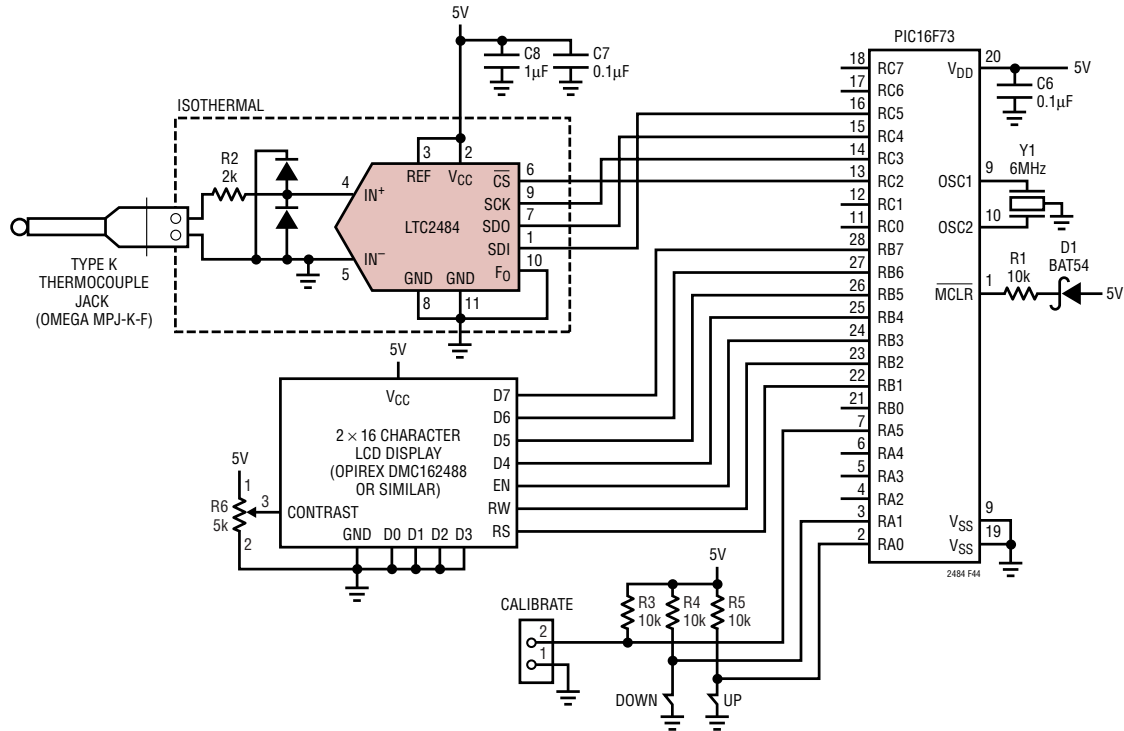 5V
C8
1µF
C7
0.1µF
ISOTHERMAL
R2
2k
4
IN+
3
REF
2
VCC
6
C̅S̅
9
SCK
7
SDO
1
SDI
10
FO
LTC2484
5
IN−
GND
8
GND
11
TYPE K
THERMOCOUPLE
JACK
(OMEGA MPJ-K-F)
PIC16F73
18 RC7
17 RC6
16 RC5
15 RC4
14 RC3
13 RC2
12 RC1
11 RC0
28 RB7
27 RB6
26 RB5
25 RB4
24 RB3
23 RB2
22 RB1
21 RB0
7 RA5
6 RA4
5 RA3
4 RA2
3 RA1
2 RA0
VDD 20
5V
C6
0.1µF
Y1
6MHz
OSC1 9
OSC2 10
M̅C̅L̅R̅ 1
R1
10k
D1
BAT54
5V
VSS 9
VSS 19
2484 F44
5V
VCC
2 × 16 CHARACTER
LCD DISPLAY
(OPIREX DMC162488
OR SIMILAR)
D7
D6
D5
D4
EN
RW
RS
CONTRAST
GND D0 D1 D2 D3
5V
1
R6
5k
3
2
5V
R3
10k
R4
10k
R5
10k
CALIBRATE
2
1
DOWN
UP